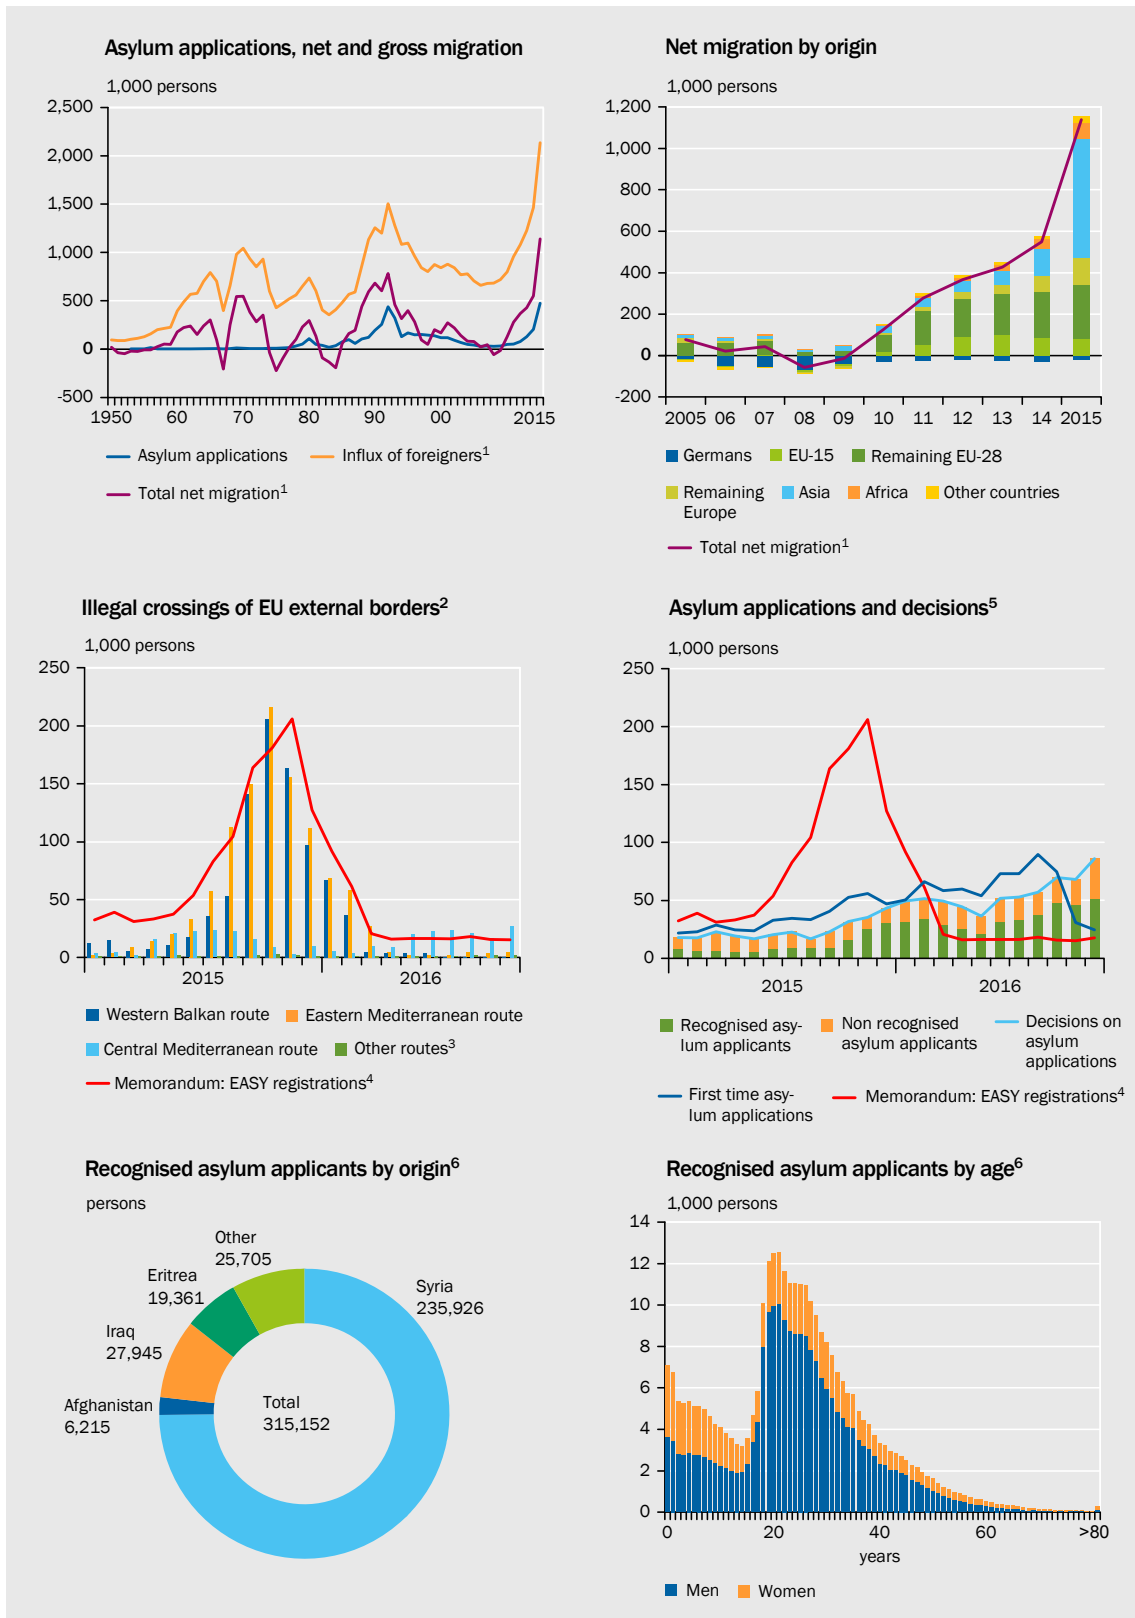 Asylum applications, net and gross migration
1,000 persons
2,500
2,000
1,500
1,000
500
0
-500
1950 60 70 80 90 00 2015
Asylum applications Influx of foreigners¹
Total net migration¹
Net migration by origin
1,000 persons
1,200
1,000
800
600
400
200
0
-200
2005 06 07 08 09 10 11 12 13 14 2015
Germans EU-15 Remaining EU-28
Remaining Asia Africa Other countries
Europe
Total net migration¹
Illegal crossings of EU external borders²
1,000 persons
250
200
150
100
50
0
2015 2016
Western Balkan route Eastern Mediterranean route
Central Mediterranean route Other routes³
Memorandum: EASY registrations⁴
Asylum applications and decisions⁵
1,000 persons
250
200
150
100
50
0
2015 2016
Recognised asy- Non recognised Decisions on
lum applicants asylum applicants asylum
applications
First time asy- Memorandum: EASY registrations⁴
lum applications
Recognised asylum applicants by origin⁶
persons
Other
25,705
Eritrea
19,361
Syria
235,926
Iraq
27,945
Afghanistan
6,215
Total
315,152
Recognised asylum applicants by age⁶
1,000 persons
14
12
10
8
6
4
2
0
0 20 40 60 >80
years
Men Women